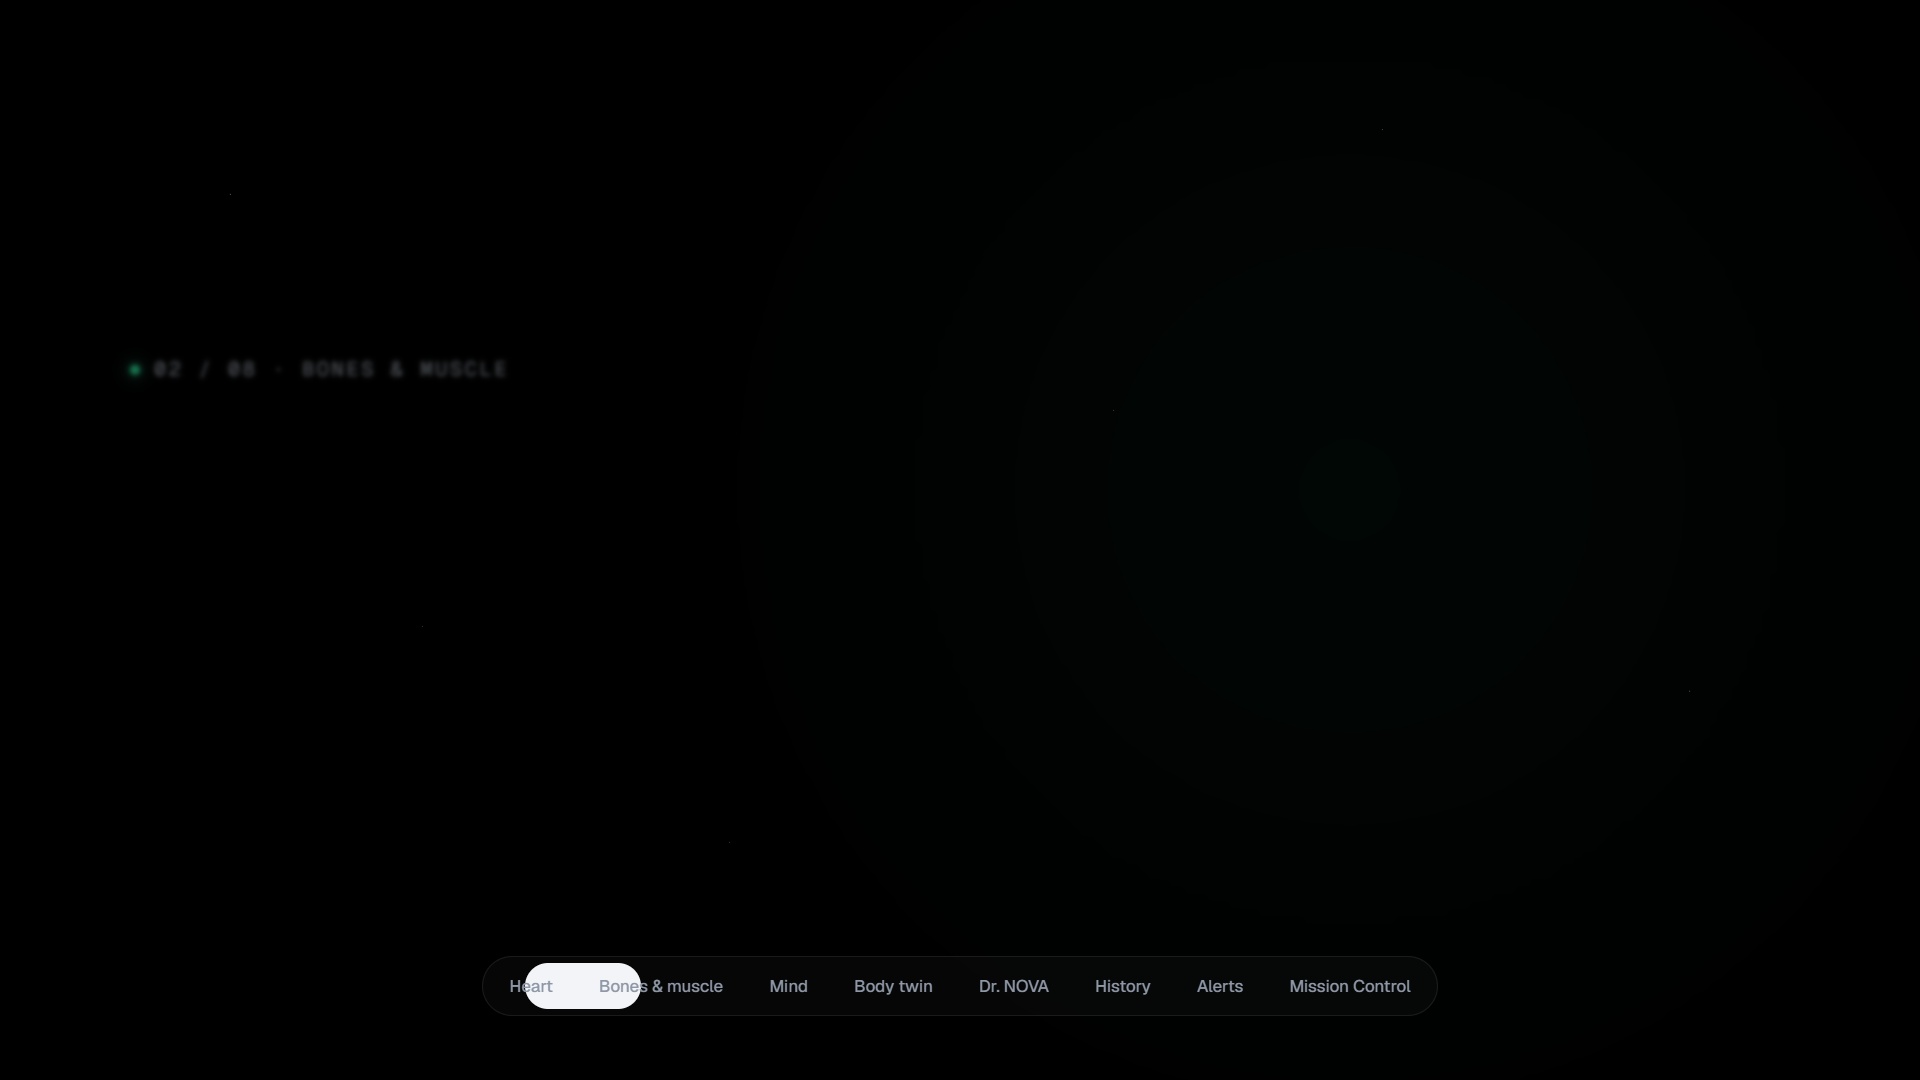 02 / 08 · BONES & MUSCLE
Heart Bones & muscle Mind Body twin Dr. NOVA History Alerts Mission Control